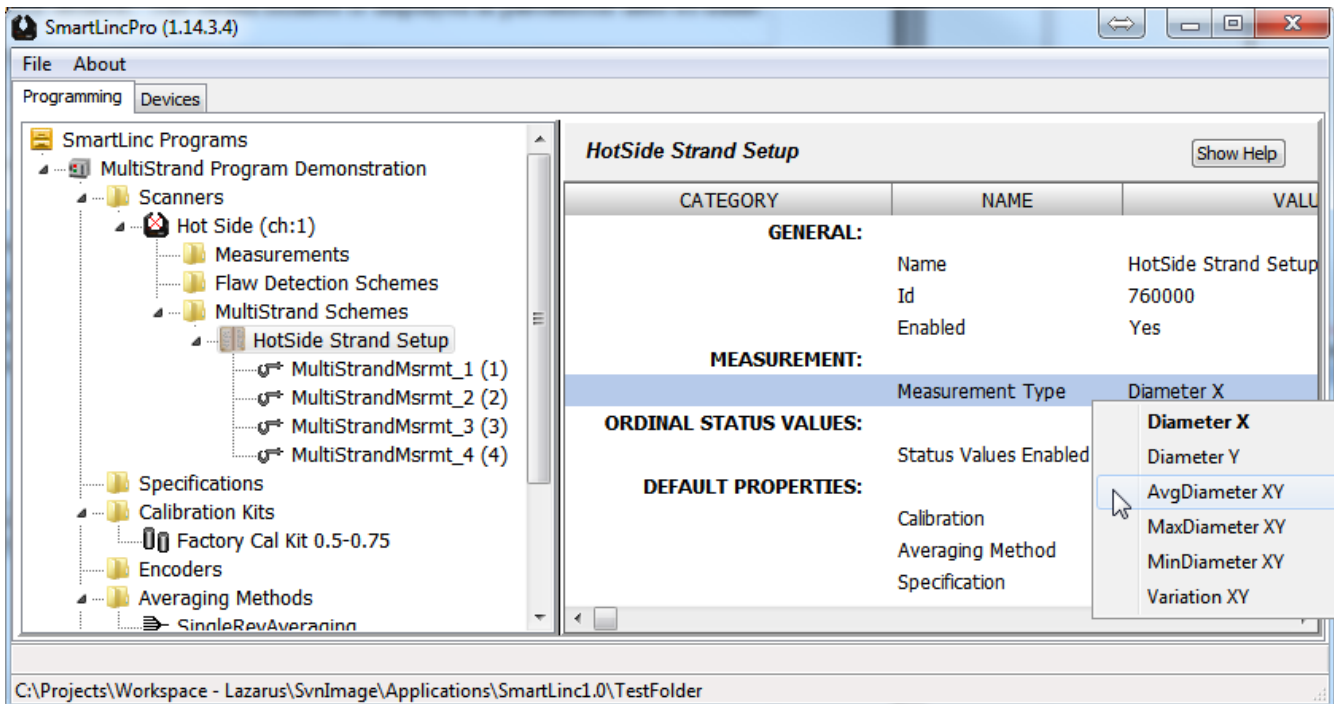 SmartLincPro (1.14.3.4)
File About
Programming Devices
SmartLinc Programs
MultiStrand Program Demonstration
Scanners
Hot Side (ch:1)
Measurements
Flaw Detection Schemes
MultiStrand Schemes
HotSide Strand Setup
MultiStrandMsrmt_1 (1)
MultiStrandMsrmt_2 (2)
MultiStrandMsrmt_3 (3)
MultiStrandMsrmt_4 (4)
Specifications
Calibration Kits
Factory Cal Kit 0.5-0.75
Encoders
Averaging Methods
SingleRevAveraging
HotSide Strand Setup
Show Help
CATEGORY NAME VALU
GENERAL:
Name HotSide Strand Setup
Id 760000
Enabled Yes
MEASUREMENT:
Measurement Type Diameter X
ORDINAL STATUS VALUES:
Status Values Enabled
DEFAULT PROPERTIES:
Calibration
Averaging Method
Specification
Diameter X
Diameter Y
AvgDiameter XY
MaxDiameter XY
MinDiameter XY
Variation XY
C:\Projects\Workspace - Lazarus\SvnImage\Applications\SmartLinc1.0\TestFolder